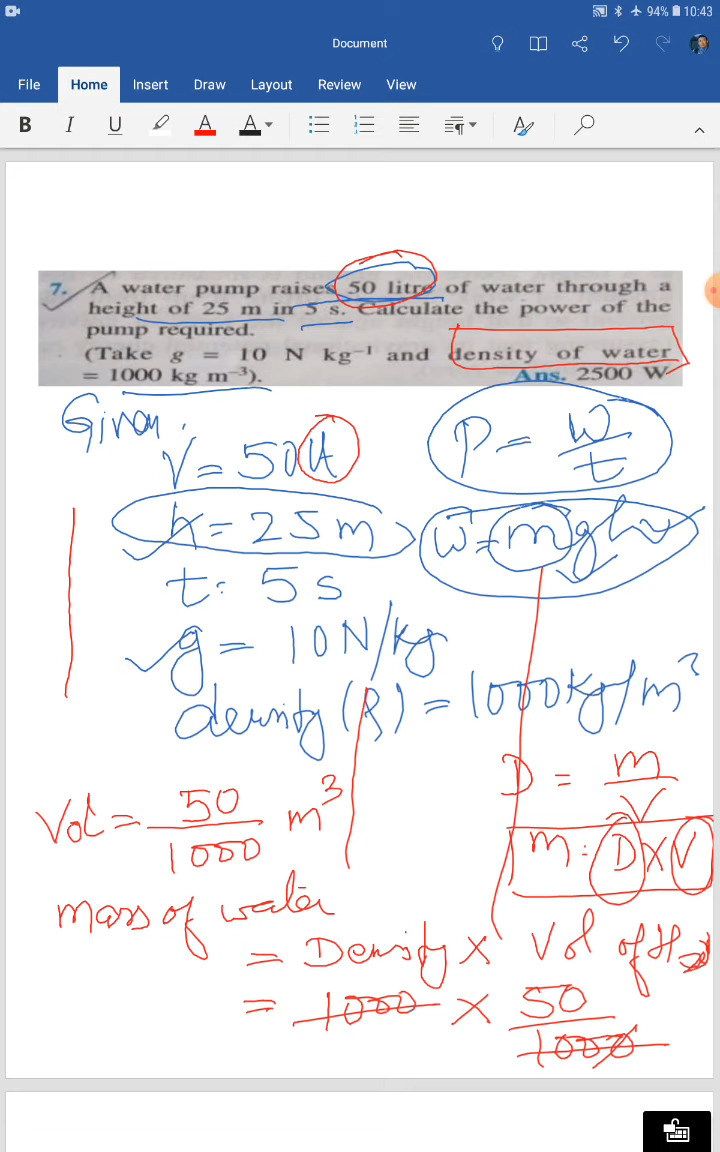 94% 10:43
Document
File Home Insert Draw Layout Review View
B I U A A
7. A water pump raises 50 litre of water through a
height of 25 m in 5 s. Calculate the power of the
pump required.
(Take g = 10 N kg⁻¹ and density of water
= 1000 kg m⁻³). Ans. 2500 W
Given:
V = 50 lt
P = W/t
h = 25 m
W = mgh
t: 5 s
g = 10 N/kg
density (R) = 1000 kg/m³
Vol = 50/1000 m³
D = m/V
m: D x V
mass of water
= Density x Vol of H₂O
= 1000 x 50/1000